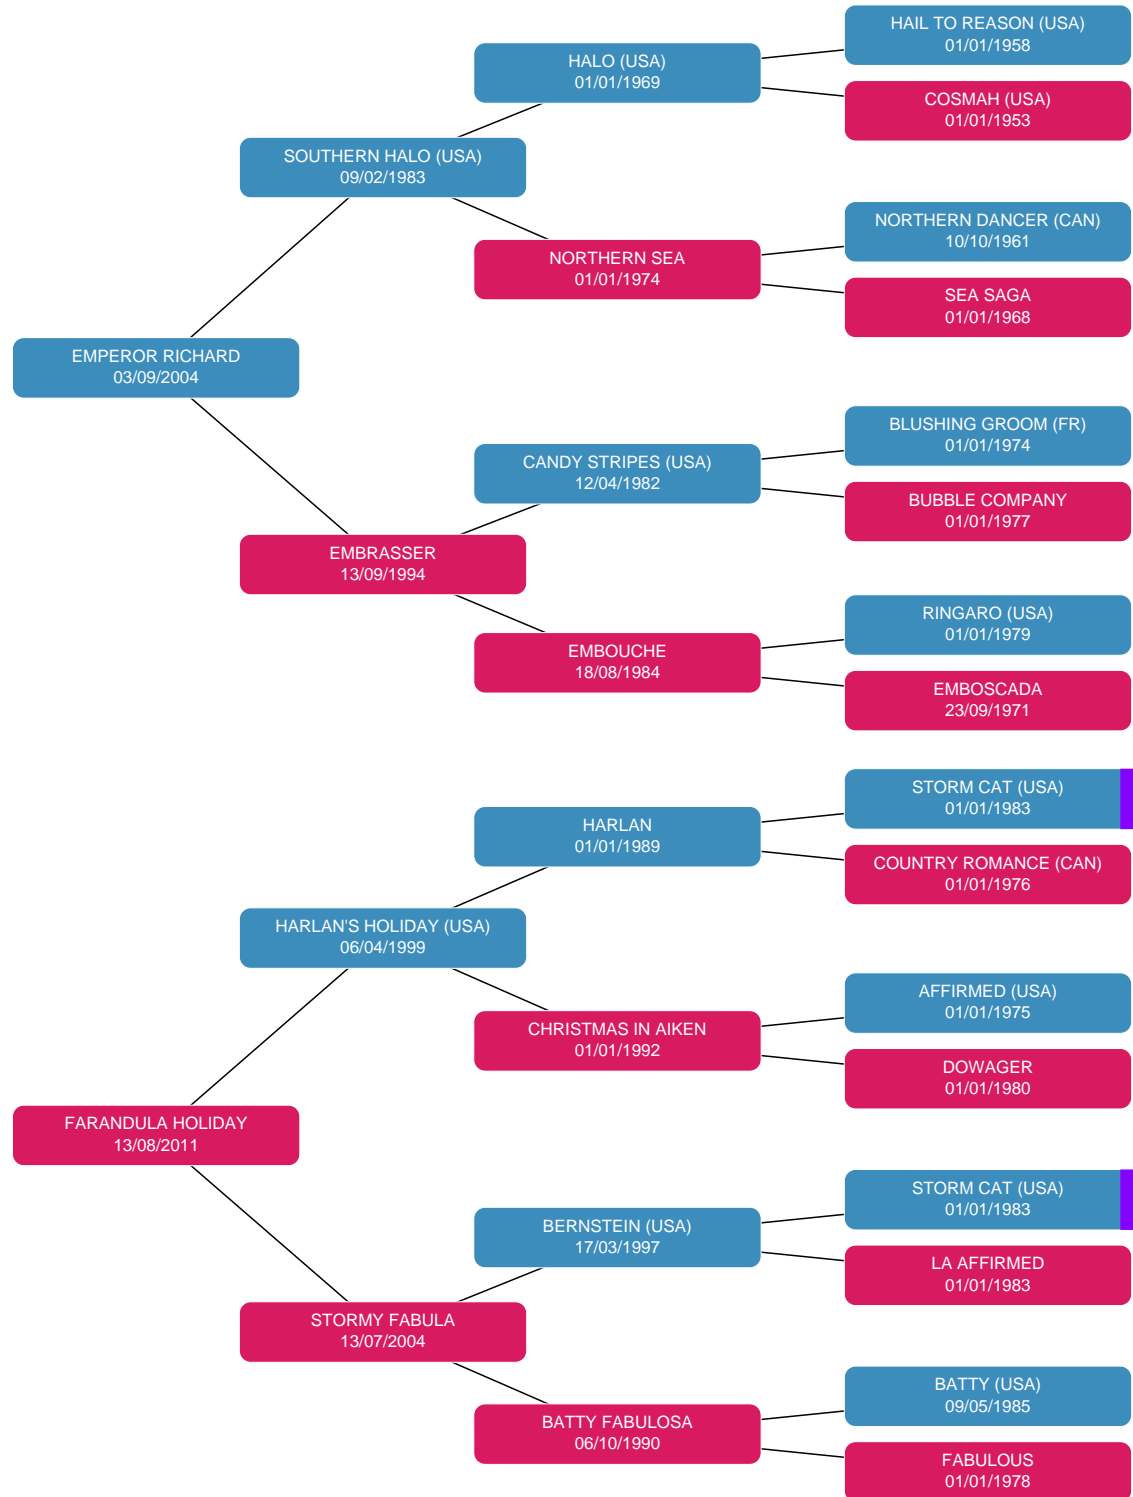 HAIL TO REASON (USA)
01/01/1958
HALO (USA)
01/01/1969
COSMAH (USA)
01/01/1953
SOUTHERN HALO (USA)
09/02/1983
NORTHERN DANCER (CAN)
10/10/1961
NORTHERN SEA
01/01/1974
SEA SAGA
01/01/1968
EMPEROR RICHARD
03/09/2004
BLUSHING GROOM (FR)
01/01/1974
CANDY STRIPES (USA)
12/04/1982
BUBBLE COMPANY
01/01/1977
EMBRASSER
13/09/1994
RINGARO (USA)
01/01/1979
EMBOUCHE
18/08/1984
EMBOSCADA
23/09/1971
STORM CAT (USA)
01/01/1983
HARLAN
01/01/1989
COUNTRY ROMANCE (CAN)
01/01/1976
HARLAN'S HOLIDAY (USA)
06/04/1999
AFFIRMED (USA)
01/01/1975
CHRISTMAS IN AIKEN
01/01/1992
DOWAGER
01/01/1980
FARANDULA HOLIDAY
13/08/2011
STORM CAT (USA)
01/01/1983
BERNSTEIN (USA)
17/03/1997
LA AFFIRMED
01/01/1983
STORMY FABULA
13/07/2004
BATTY (USA)
09/05/1985
BATTY FABULOSA
06/10/1990
FABULOUS
01/01/1978